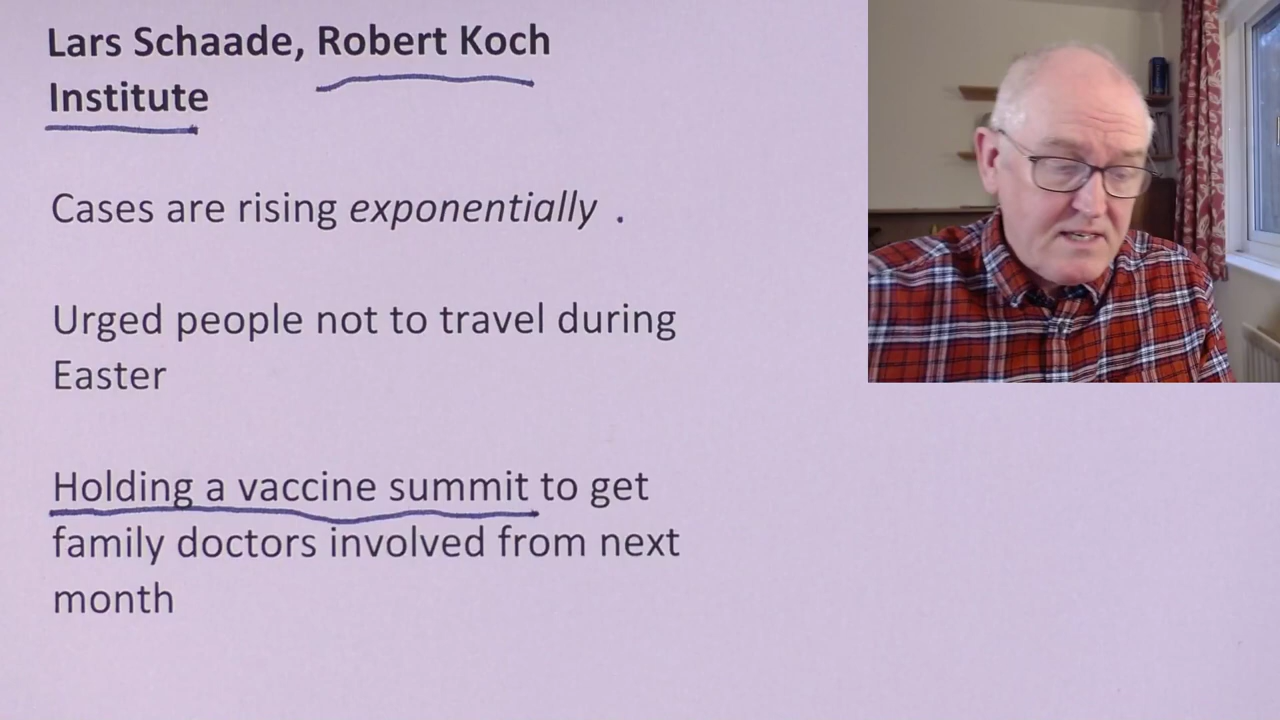 Lars Schaade, Robert Koch
Institute
Cases are rising exponentially .
Urged people not to travel during
Easter
Holding a vaccine summit to get
family doctors involved from next
month